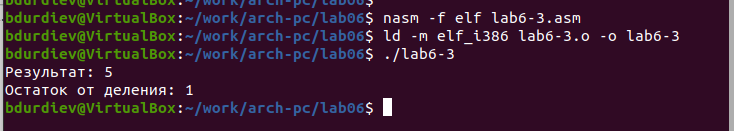 bdurdiev@VirtualBox:~/work/arch-pc/lab06$ nasm -f elf lab6-3.asm
bdurdiev@VirtualBox:~/work/arch-pc/lab06$ ld -m elf_i386 lab6-3.o -o lab6-3
bdurdiev@VirtualBox:~/work/arch-pc/lab06$ ./lab6-3
Результат: 5
Остаток от деления: 1
bdurdiev@VirtualBox:~/work/arch-pc/lab06$